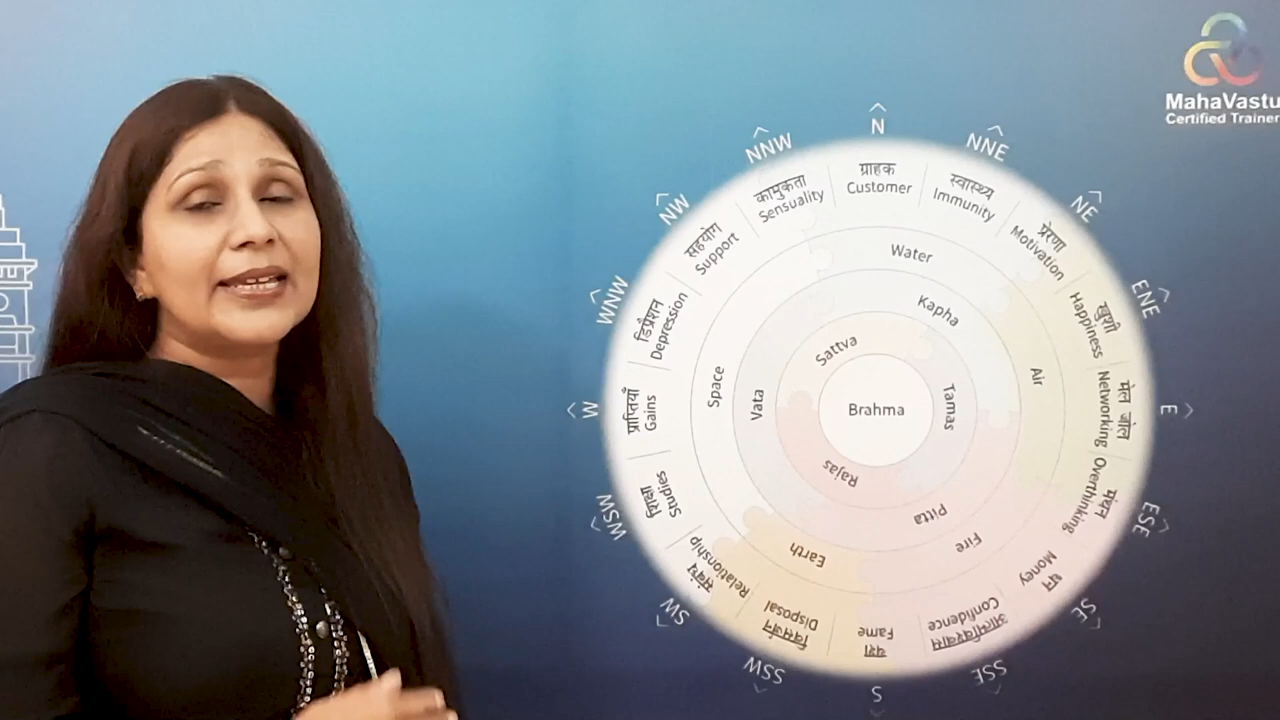 MahaVastu
Certified Trainer
N
NNE
NE
ENE
E
ESE
SE
SSE
S
SSW
SW
WSW
W
WNW
NW
NNW
ग्राहक
Customer
स्वास्थ्य
Immunity
प्रेरणा
Motivation
खुशी
Happiness
मेल जोल
Networking
मंथन
Overthinking
धन
Money
आत्मविश्वास
Confidence
यश
Fame
विसर्जन
Disposal
संबंध
Relationship
शिक्षा
Studies
प्राप्तियाँ
Gains
डिप्रैशन
Depression
सहयोग
Support
कामुकता
Sensuality
Water
Air
Fire
Earth
Space
Kapha
Pitta
Vata
Sattva
Tamas
Rajas
Brahma